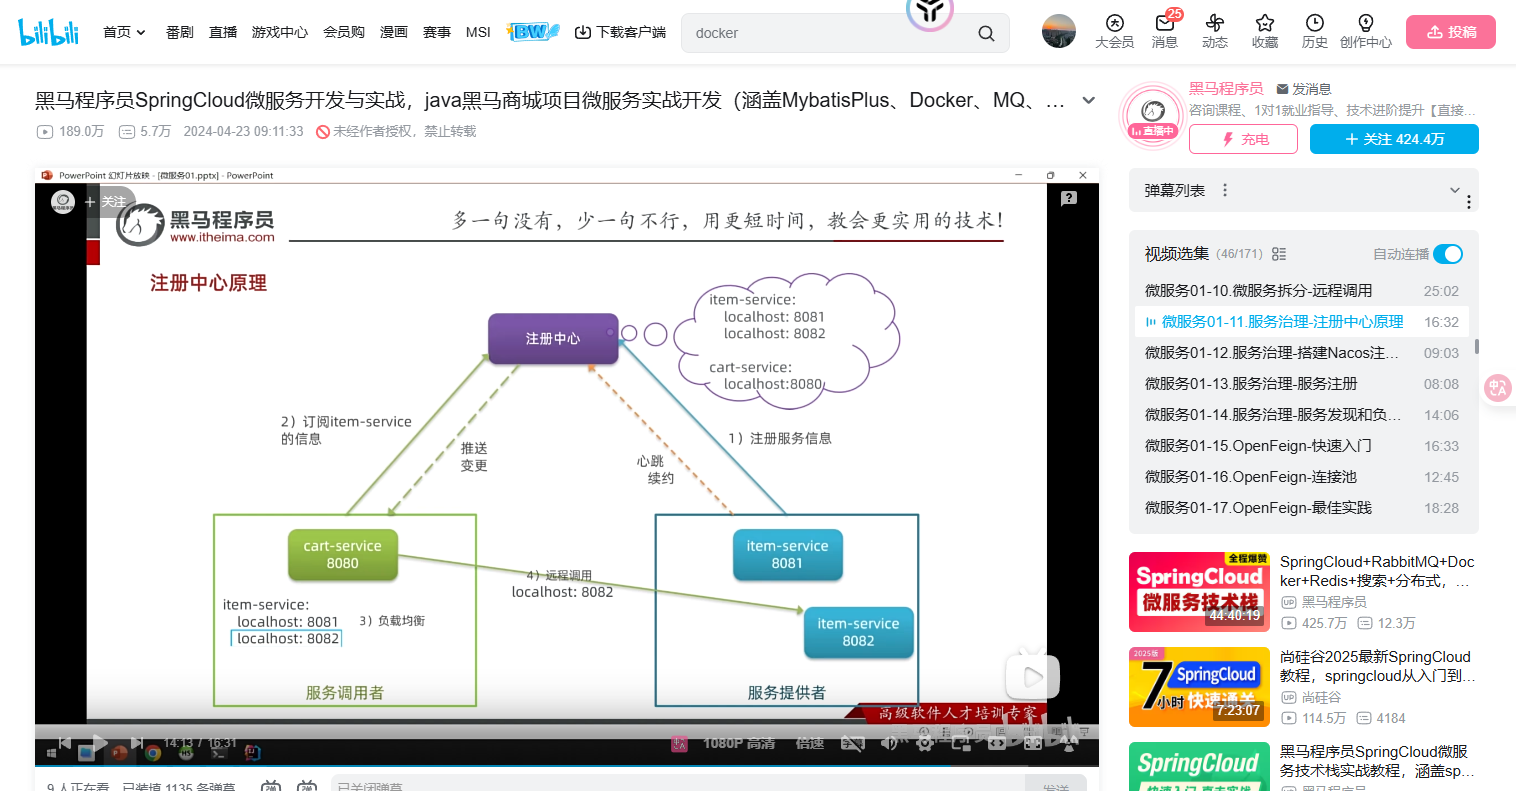 bilibili 首页 番剧 直播 游戏中心 会员购 漫画 赛事 MSI BW 下载客户端 docker 大会员 25 消息 动态 收藏 历史 创作中心 投稿
黑马程序员SpringCloud微服务开发与实战，java黑马商城项目微服务实战开发（涵盖MybatisPlus、Docker、MQ、…
189.0万 5.7万 2024-04-23 09:11:33 未经作者授权，禁止转载
PowerPoint 幻灯片放映 - [微服务01.pptx] - PowerPoint
+ 关注
黑马程序员
www.itheima.com
多一句没有，少一句不行，用更短时间，教会更实用的技术！
注册中心原理
注册中心
item-service:
localhost: 8081
localhost: 8082
cart-service:
localhost:8080
2）订阅item-service
的信息
推送
变更
心跳
续约
1）注册服务信息
cart-service
8080
item-service:
localhost: 8081
localhost: 8082
3）负载均衡
服务调用者
4）远程调用
localhost: 8082
item-service
8081
item-service
8082
服务提供者
高级软件人才培训专家
14:13 / 16:31 1080P 高清 倍速
9 人正在看 已装填 1135 条弹幕 已关闭弹幕 发送
黑马程序员 发消息
咨询课程、1对1就业指导、技术进阶提升【直接…
直播中
充电 + 关注 424.4万
弹幕列表
视频选集 (46/171) 自动连播
微服务01-10.微服务拆分-远程调用 25:02
微服务01-11.服务治理-注册中心原理 16:32
微服务01-12.服务治理-搭建Nacos注… 09:03
微服务01-13.服务治理-服务注册 08:08
微服务01-14.服务治理-服务发现和负… 14:06
微服务01-15.OpenFeign-快速入门 16:33
微服务01-16.OpenFeign-连接池 12:45
微服务01-17.OpenFeign-最佳实践 18:28
全程爆赞
SpringCloud
微服务技术栈
44:40:19
SpringCloud+RabbitMQ+Doc
ker+Redis+搜索+分布式，…
UP 黑马程序员
425.7万 12.3万
2025版
7小时
SpringCloud
快速通关
7:23:07
尚硅谷2025最新SpringCloud
教程，springcloud从入门到…
UP 尚硅谷
114.5万 4184
SpringCloud
黑马程序员SpringCloud微服
务技术栈实战教程，涵盖sp…
UP 黑马程序员